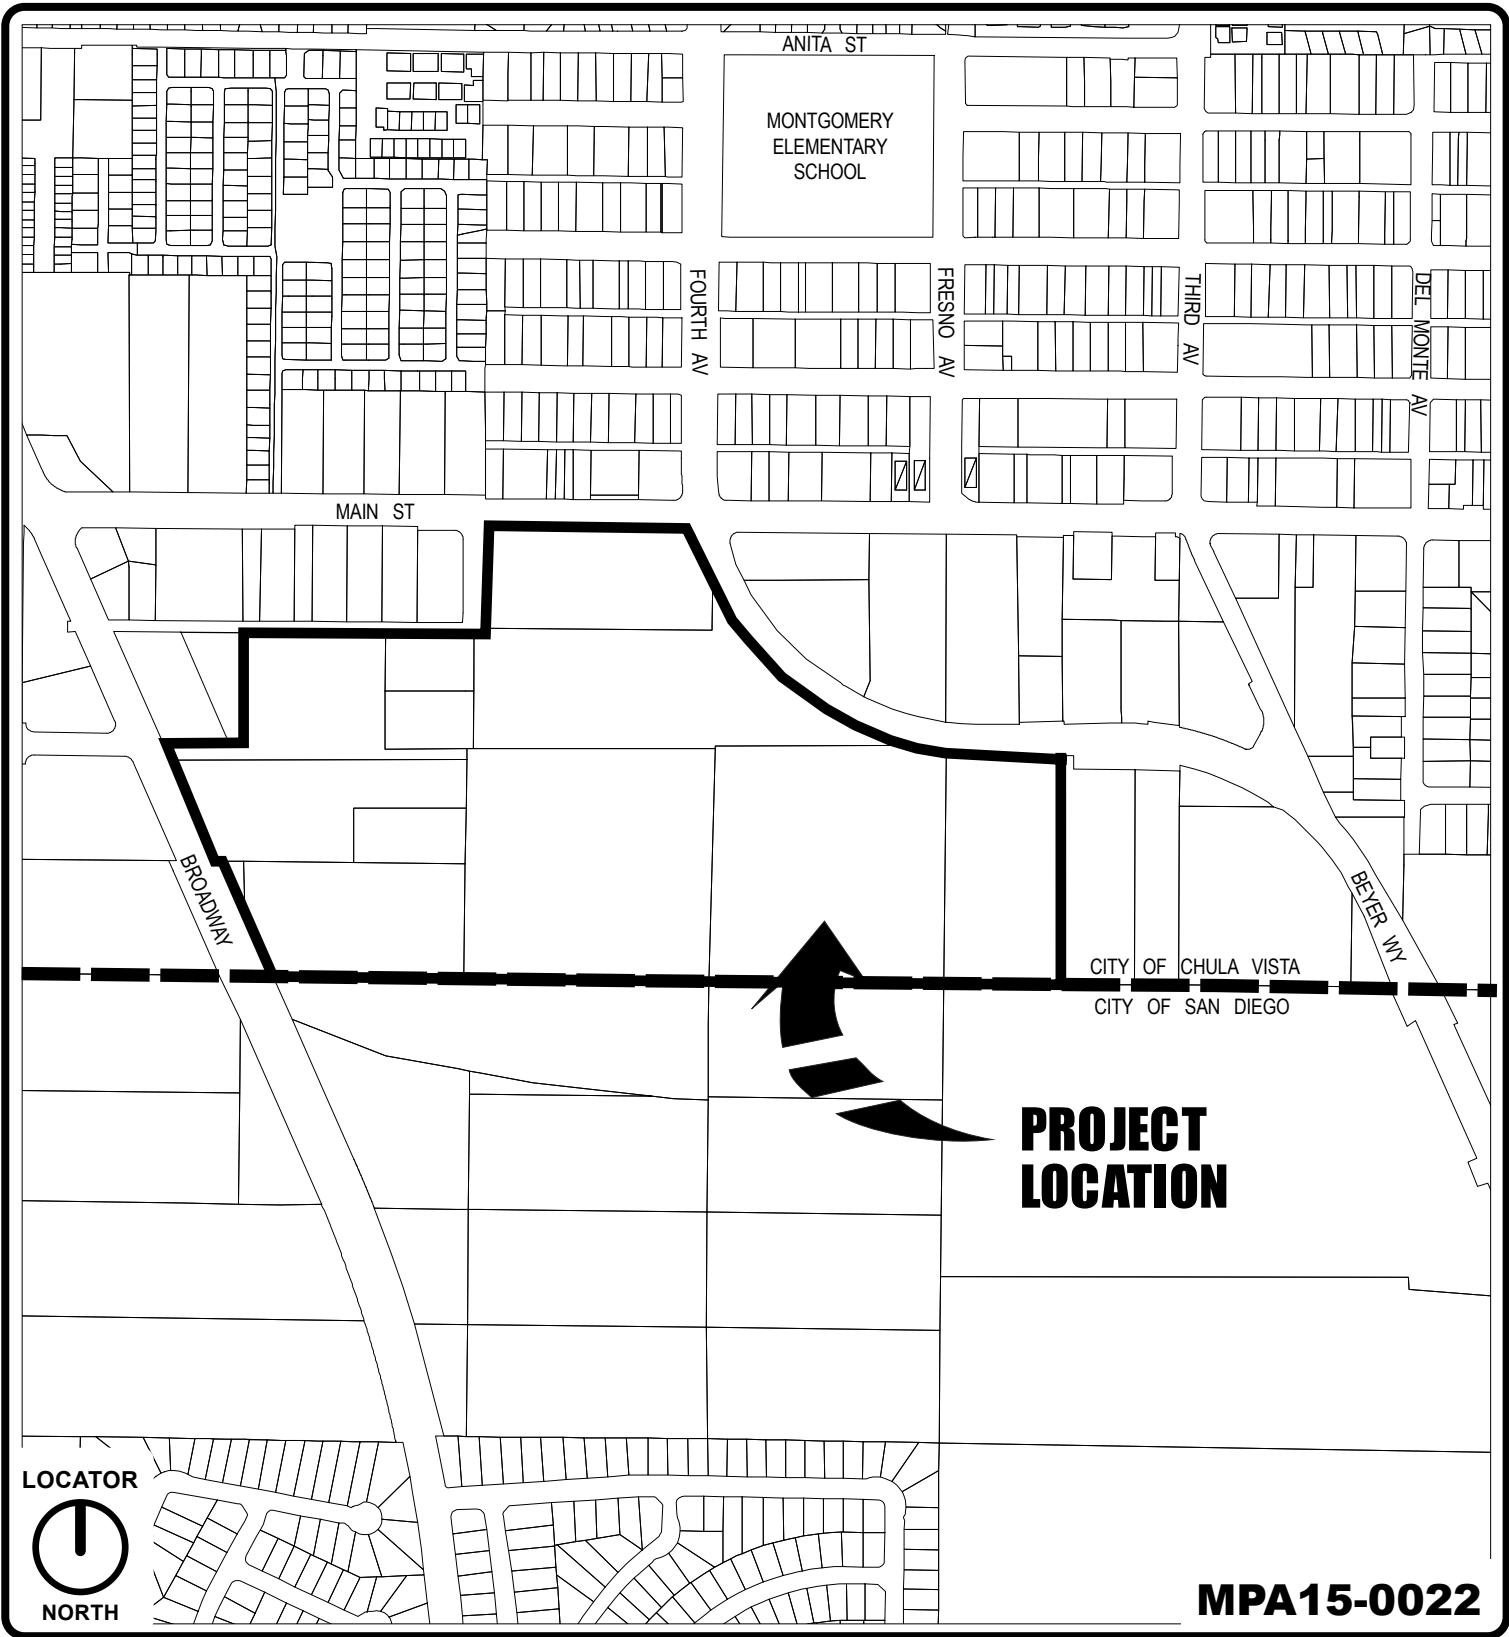 ANITA ST
MONTGOMERY
ELEMENTARY
SCHOOL
FOURTH AV
FRESNO AV
THIRD AV
DEL MONTE AV
MAIN ST
BROADWAY
BEYER WY
CITY OF CHULA VISTA
CITY OF SAN DIEGO
PROJECT
LOCATION
LOCATOR
NORTH
MPA15-0022